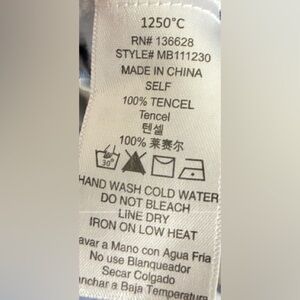 1250°C
RN# 136628
STYLE# MB111230
MADE IN CHINA
SELF
100% TENCEL
Tencel
텐셀
100% 莱赛尔
30°
HAND WASH COLD WATER
DO NOT BLEACH
LINE DRY
IRON ON LOW HEAT
avar a Mano con Agua Fria
No use Blanqueador
Secar Colgado
anchar a Baja Temperatura